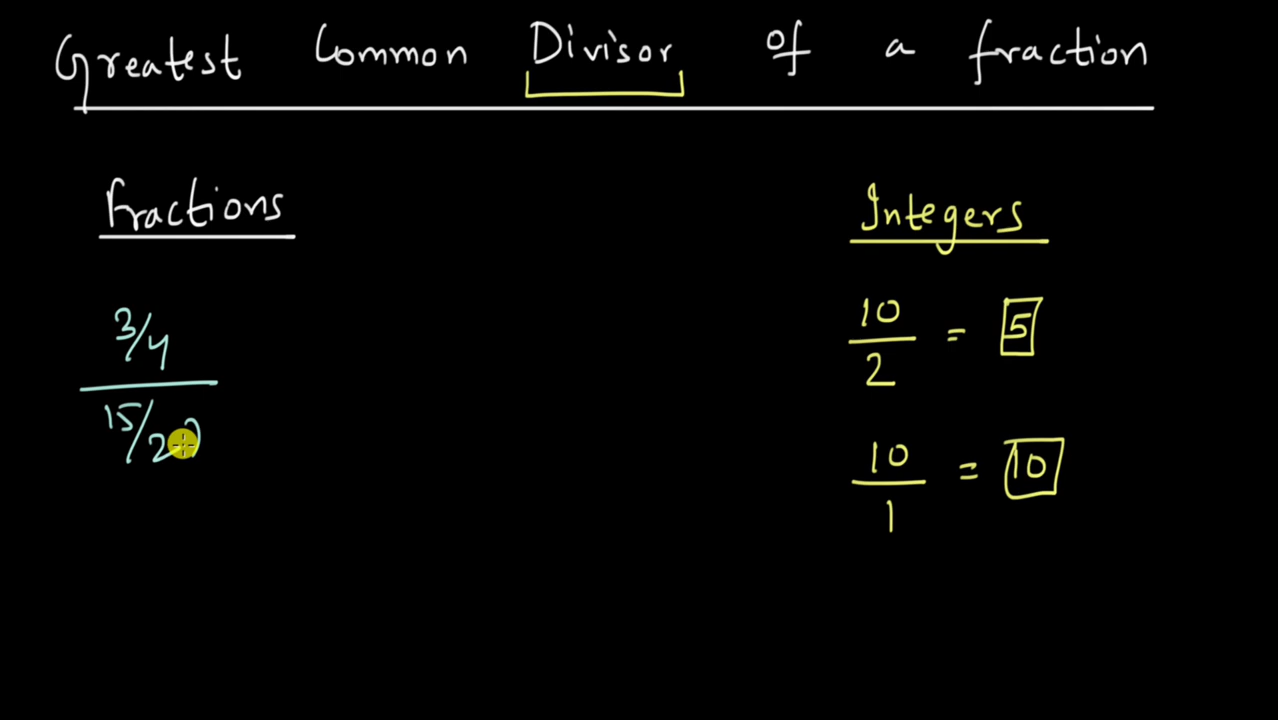 Greatest Common Divisor of a fraction
Fractions
Integers
3/4
15/2
10
2
= 5
10
1
= 10